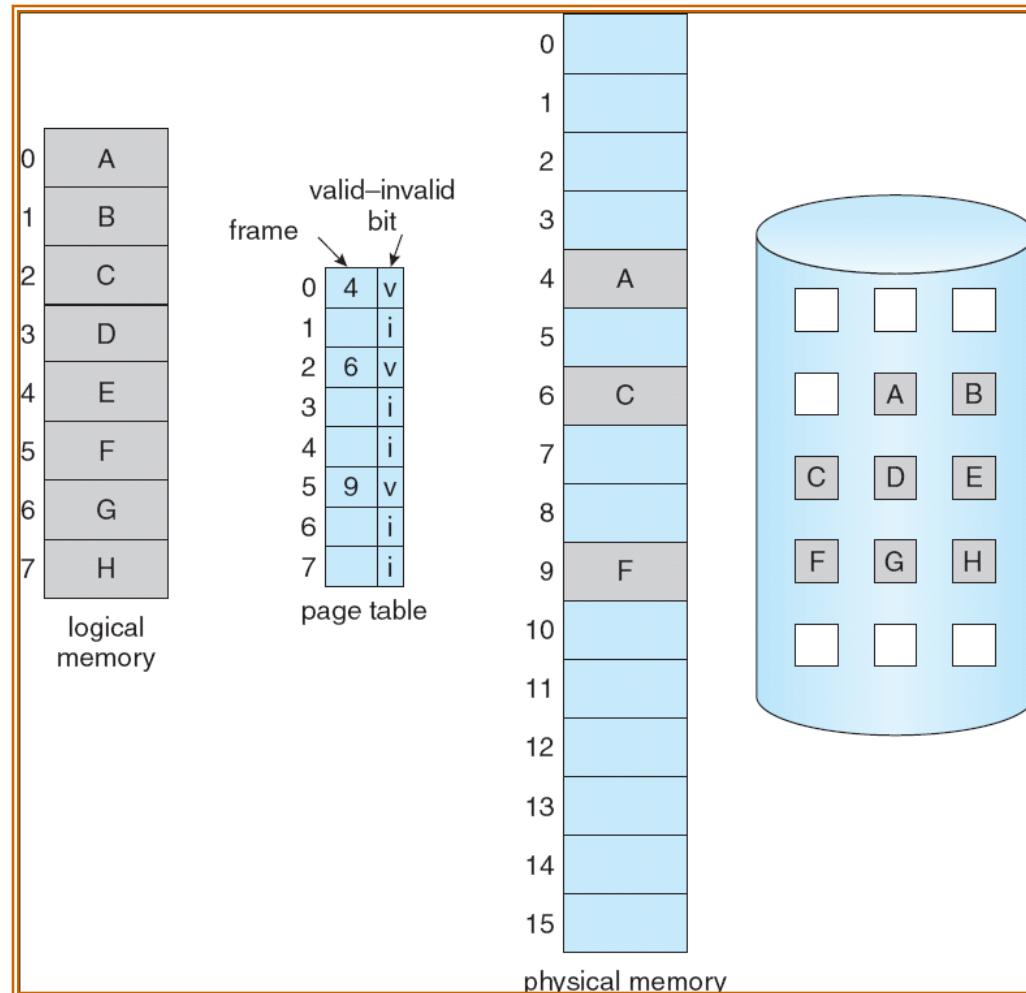 0 A
1 B
2 C
3 D
4 E
5 F
6 G
7 H
logical
memory
valid–invalid
bit
frame
0 4 v
1 i
2 6 v
3 i
4 i
5 9 v
6 i
7 i
page table
0
1
2
3
4 A
5
6 C
7
8
9 F
10
11
12
13
14
15
physical memory
A B
C D E
F G H